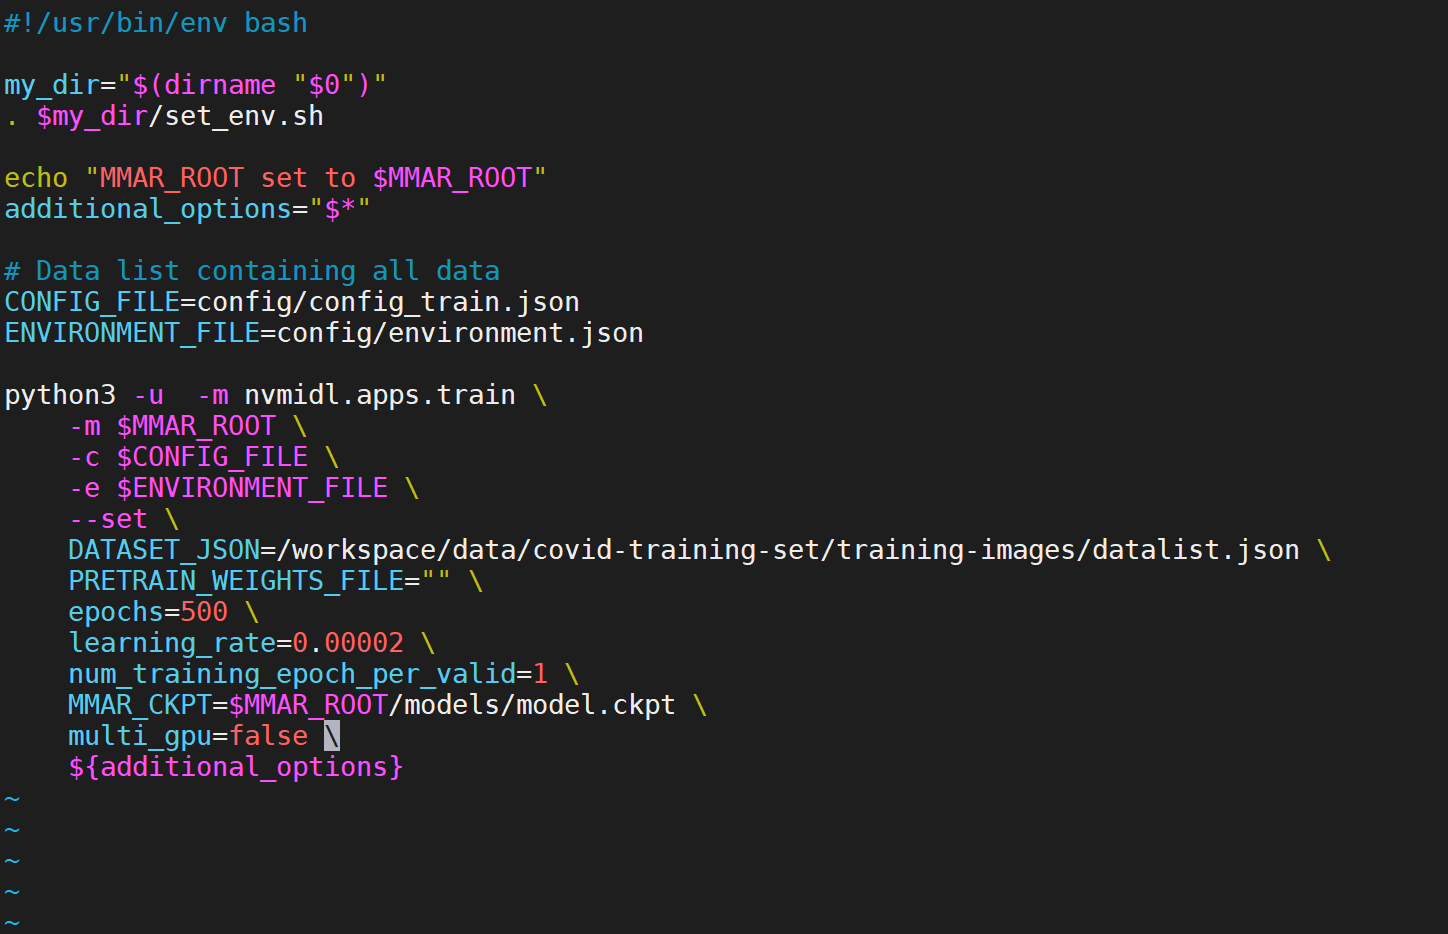 #!/usr/bin/env bash
my_dir="$(dirname "$0")"
. $my_dir/set_env.sh
echo "MMAR_ROOT set to $MMAR_ROOT"
additional_options="$*"
# Data list containing all data
CONFIG_FILE=config/config_train.json
ENVIRONMENT_FILE=config/environment.json
python3 -u  -m nvmidl.apps.train \
    -m $MMAR_ROOT \
    -c $CONFIG_FILE \
    -e $ENVIRONMENT_FILE \
    --set \
    DATASET_JSON=/workspace/data/covid-training-set/training-images/datalist.json \
    PRETRAIN_WEIGHTS_FILE="" \
    epochs=500 \
    learning_rate=0.00002 \
    num_training_epoch_per_valid=1 \
    MMAR_CKPT=$MMAR_ROOT/models/model.ckpt \
    multi_gpu=false \
    ${additional_options}
~
~
~
~
~